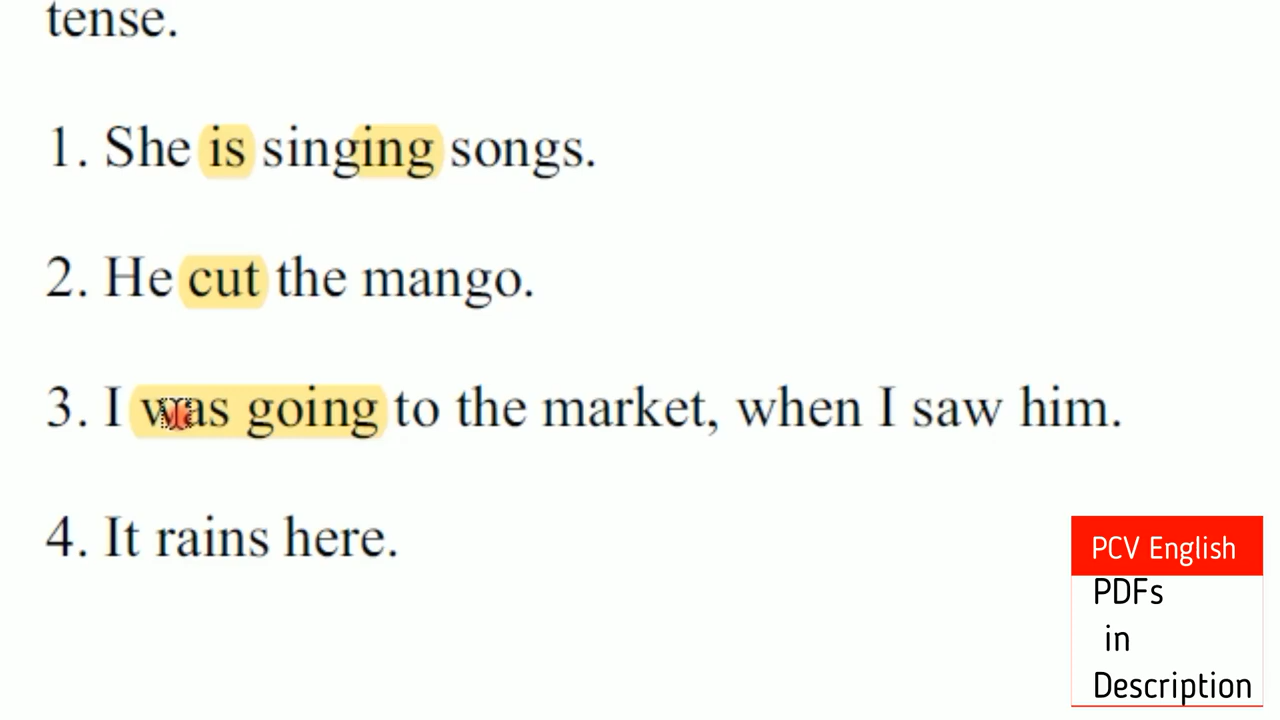 tense.
1. She is singing songs.
2. He cut the mango.
3. I was going to the market, when I saw him.
4. It rains here.
PCV English
PDFs
in
Description